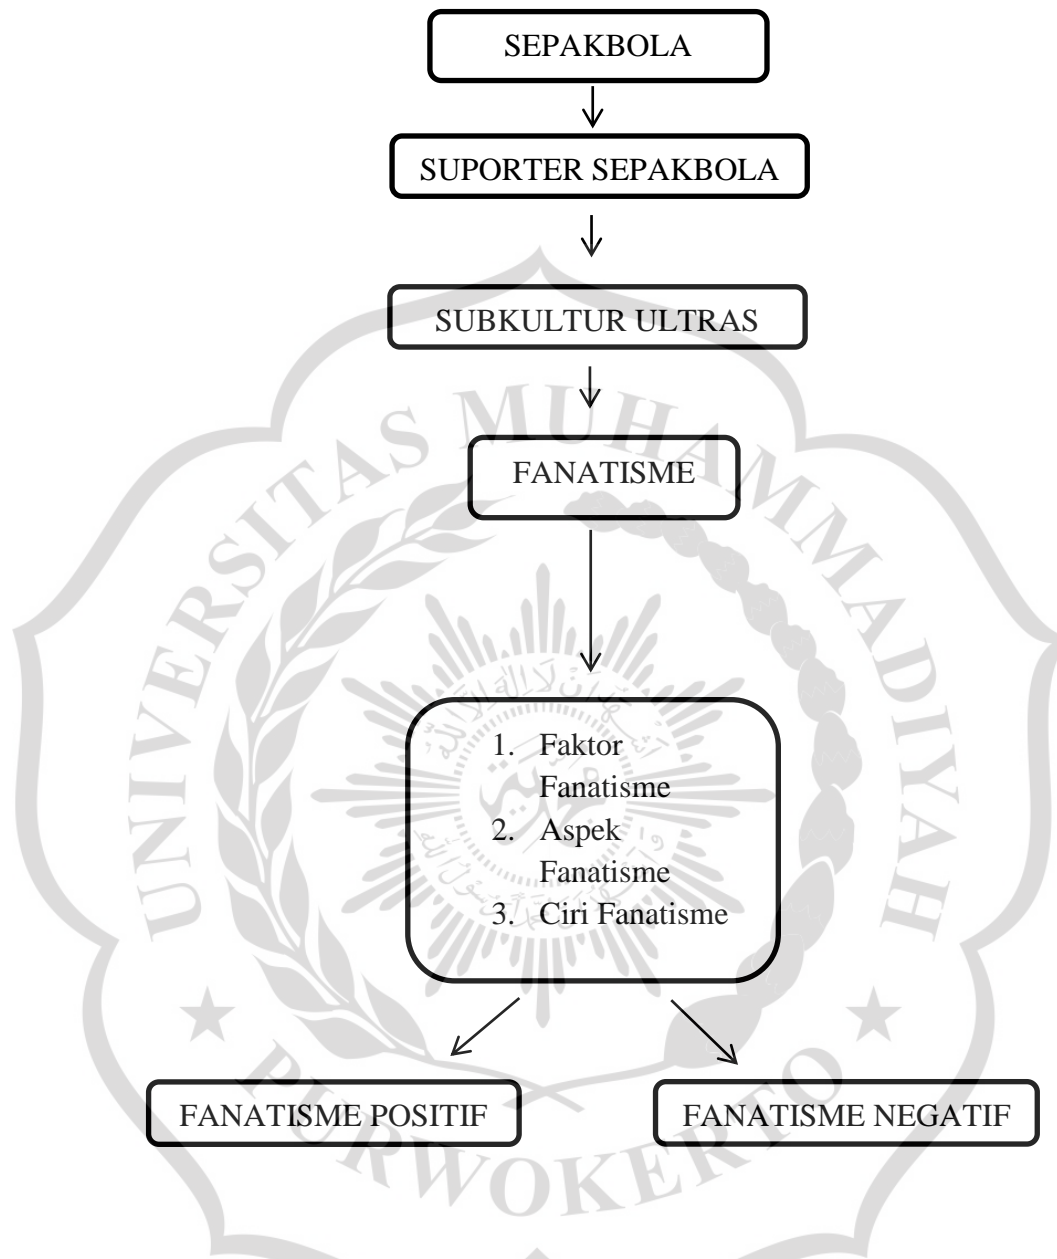 SEPAKBOLA
SUPORTER SEPAKBOLA
SUBKULTUR ULTRAS
FANATISME
1. Faktor
Fanatisme
2. Aspek
Fanatisme
3. Ciri Fanatisme
FANATISME POSITIF
FANATISME NEGATIF
UNIVERSITAS MUHAMMADIYAH
PURWOKERTO